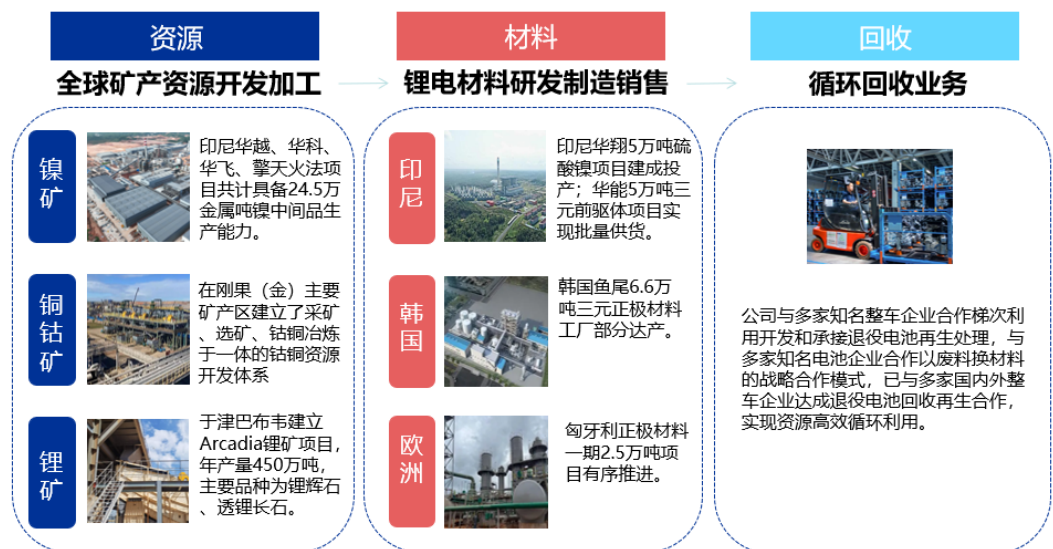 资源
全球矿产资源开发加工
镍
矿
印尼华越、华科、
华飞、擎天火法项
目共计具备24.5万
金属吨镍中间品生
产能力。
铜
钴
矿
在刚果（金）主要
矿产区建立了采矿
、选矿、钴铜冶炼
于一体的钴铜资源
开发体系
锂
矿
于津巴布韦建立
Arcadia锂矿项目，
年产量450万吨，
主要品种为锂辉石
、透锂长石。
材料
锂电材料研发制造销售
印
尼
印尼华翔5万吨硫
酸镍项目建成投
产；华能5万吨三
元前驱体项目实
现批量供货。
韩
国
韩国鱼尾6.6万
吨三元正极材料
工厂部分达产。
欧
洲
匈牙利正极材料
一期2.5万吨项
目有序推进。
回收
循环回收业务
公司与多家知名整车企业合作梯次利
用开发和承接退役电池再生处理，与
多家知名电池企业合作以废料换材料
的战略合作模式，已与多家国内外整
车企业达成退役电池回收再生合作，
实现资源高效循环利用。